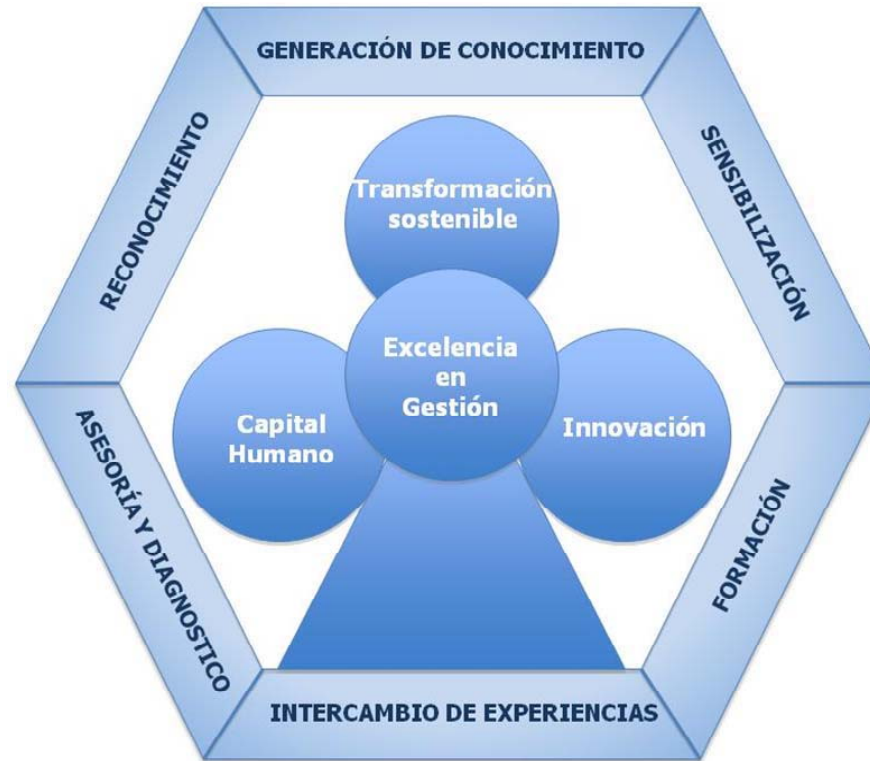 GENERACIÓN DE CONOCIMIENTO
SENSIBILIZACIÓN
RECONOCIMIENTO
Transformación
sostenible
Excelencia
en
Gestión
Capital
Humano
Innovación
ASESORÍA Y DIAGNOSTICO
FORMACIÓN
INTERCAMBIO DE EXPERIENCIAS